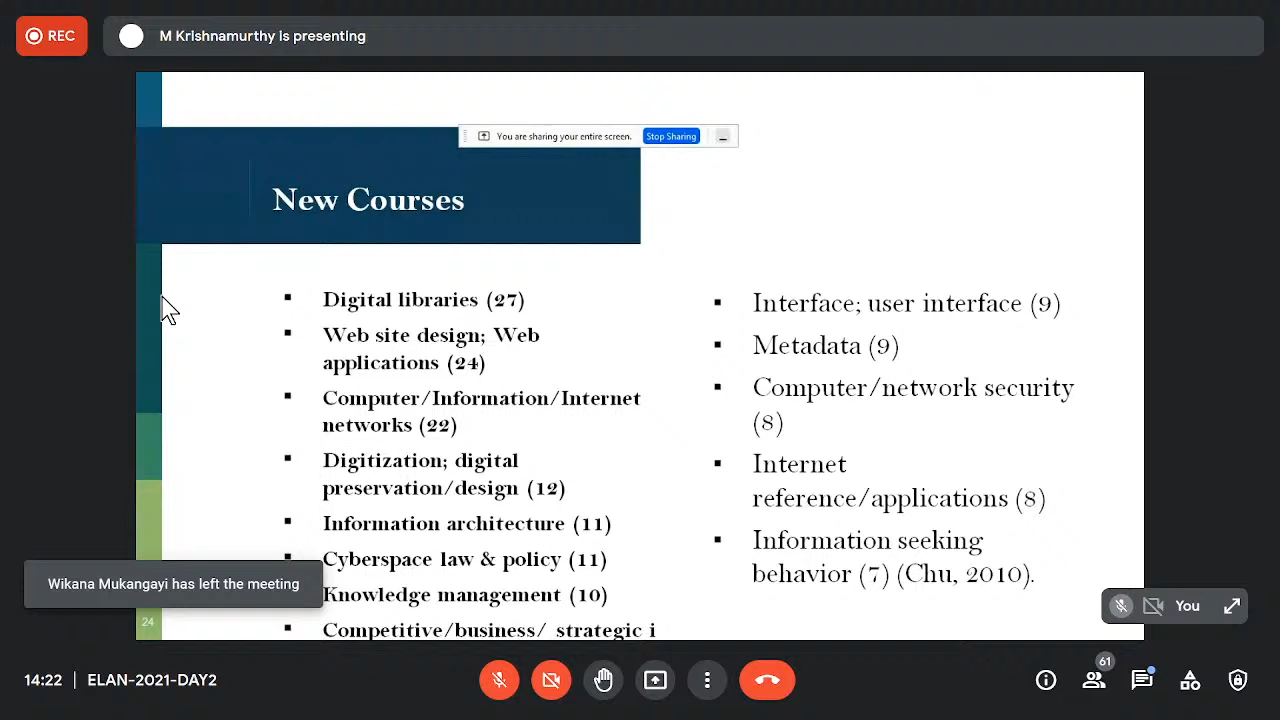 REC
M Krishnamurthy is presenting
You are sharing your entire screen.
Stop Sharing
New Courses
▪ Digital libraries (27)
▪ Web site design; Web
applications (24)
▪ Computer/Information/Internet
networks (22)
▪ Digitization; digital
preservation/design (12)
▪ Information architecture (11)
▪ Cyberspace law & policy (11)
Knowledge management (10)
▪ Competitive/business/ strategic i
▪ Interface; user interface (9)
▪ Metadata (9)
▪ Computer/network security
(8)
▪ Internet
reference/applications (8)
▪ Information seeking
behavior (7) (Chu, 2010).
Wikana Mukangayi has left the meeting
24
You
14:22 | ELAN-2021-DAY2
61